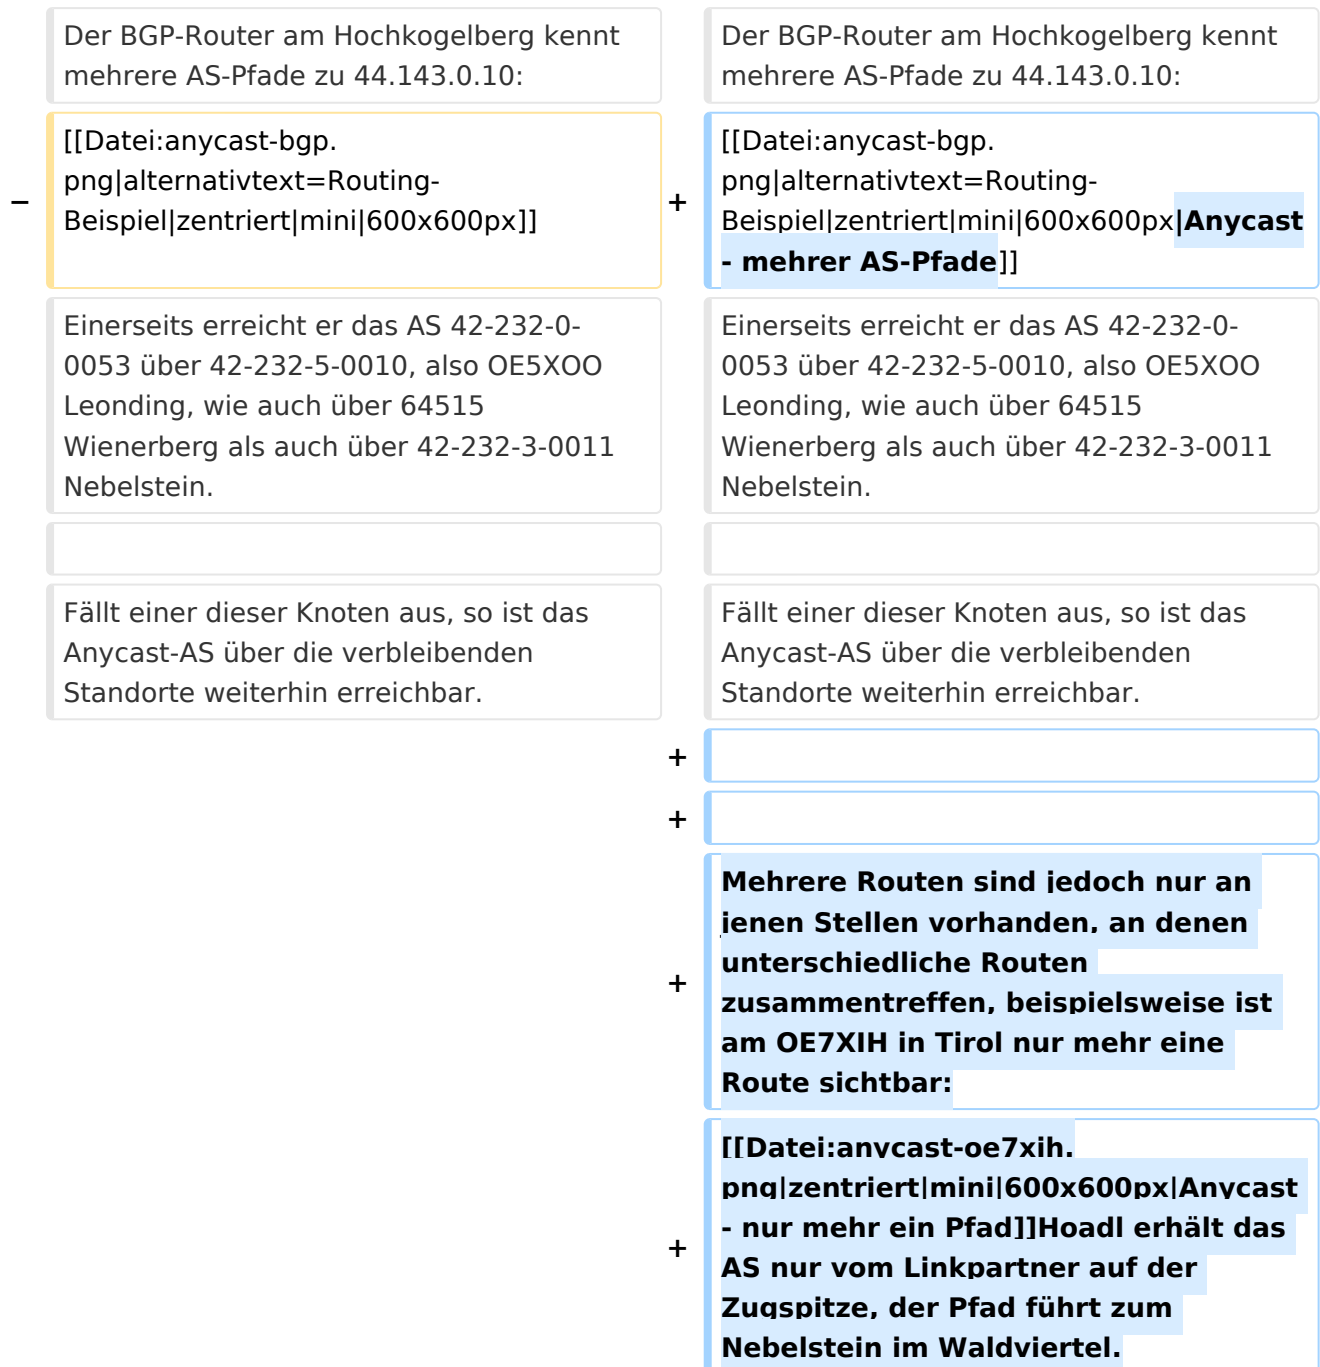 Der BGP-Router am Hochkogelberg kennt
mehrere AS-Pfade zu 44.143.0.10:
Der BGP-Router am Hochkogelberg kennt
mehrere AS-Pfade zu 44.143.0.10:
−
[[Datei:anycast-bgp.
png|alternativtext=Routing-
Beispiel|zentriert|mini|600x600px]]
+
[[Datei:anycast-bgp.
png|alternativtext=Routing-
Beispiel|zentriert|mini|600x600px|Anycast
- mehrer AS-Pfade]]
Einerseits erreicht er das AS 42-232-0-
0053 über 42-232-5-0010, also OE5XOO
Leonding, wie auch über 64515
Wienerberg als auch über 42-232-3-0011
Nebelstein.
Einerseits erreicht er das AS 42-232-0-
0053 über 42-232-5-0010, also OE5XOO
Leonding, wie auch über 64515
Wienerberg als auch über 42-232-3-0011
Nebelstein.
Fällt einer dieser Knoten aus, so ist das
Anycast-AS über die verbleibenden
Standorte weiterhin erreichbar.
Fällt einer dieser Knoten aus, so ist das
Anycast-AS über die verbleibenden
Standorte weiterhin erreichbar.
+
+
+
Mehrere Routen sind jedoch nur an
jenen Stellen vorhanden, an denen
unterschiedliche Routen
zusammentreffen, beispielsweise ist
am OE7XIH in Tirol nur mehr eine
Route sichtbar:
+
[[Datei:anycast-oe7xih.
png|zentriert|mini|600x600px|Anycast
- nur mehr ein Pfad]]Hoadl erhält das
AS nur vom Linkpartner auf der
Zugspitze, der Pfad führt zum
Nebelstein im Waldviertel.